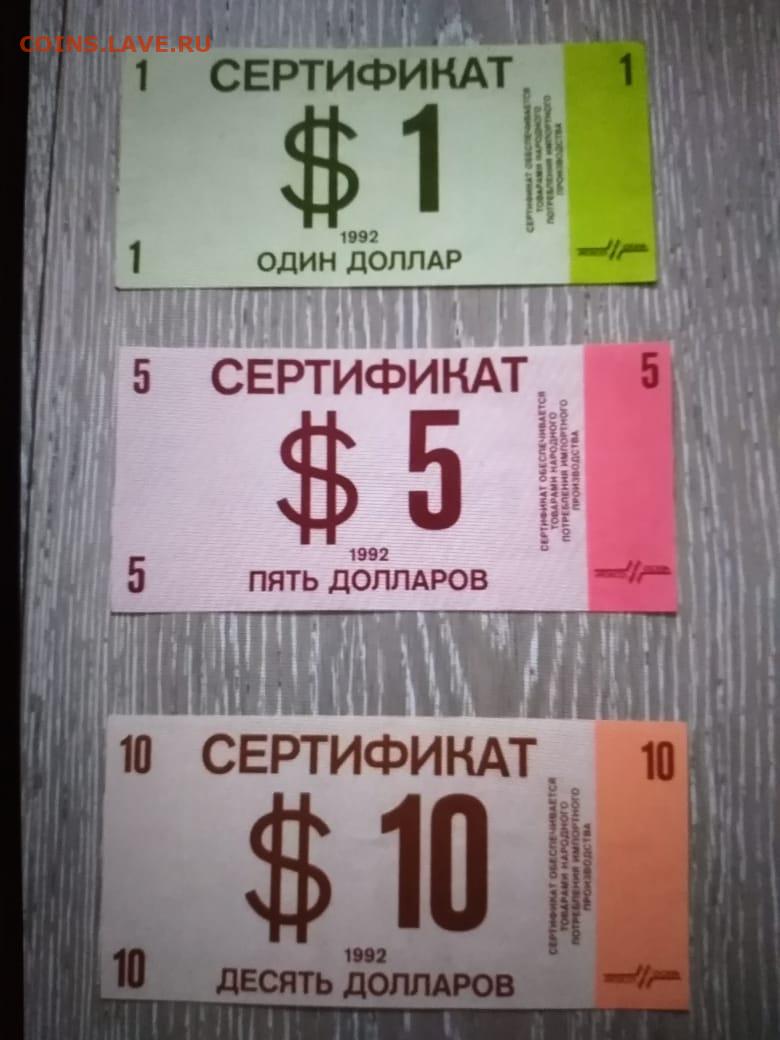 COINS.LAVE.RU
1 СЕРТИФИКАТ 1
$ 1
СЕРТИФИКАТ ОБЕСПЕЧИВАЕТСЯ
ТОВАРАМИ НАРОДНОГО
ПОТРЕБЛЕНИЯ ИМПОРТНОГО
ПРОИЗВОДСТВА
1992
1 ОДИН ДОЛЛАР
5 СЕРТИФИКАТ 5
$ 5
СЕРТИФИКАТ ОБЕСПЕЧИВАЕТСЯ
ТОВАРАМИ НАРОДНОГО
ПОТРЕБЛЕНИЯ ИМПОРТНОГО
ПРОИЗВОДСТВА
1992
5 ПЯТЬ ДОЛЛАРОВ
10 СЕРТИФИКАТ 10
$ 10
СЕРТИФИКАТ ОБЕСПЕЧИВАЕТСЯ
ТОВАРАМИ НАРОДНОГО
ПОТРЕБЛЕНИЯ ИМПОРТНОГО
ПРОИЗВОДСТВА
1992
10 ДЕСЯТЬ ДОЛЛАРОВ